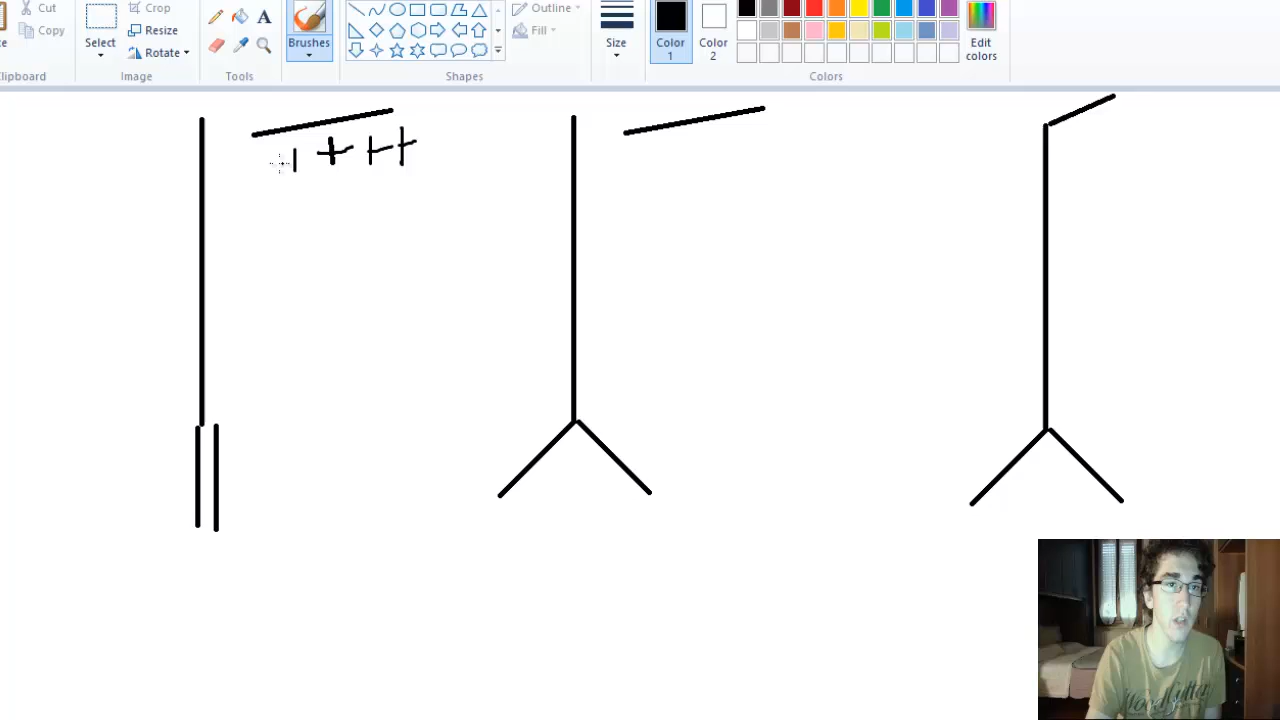 Cut
Copy
lipboard
Select
Crop
Resize
Rotate
Image
A
Tools
Brushes
Shapes
Outline
Fill
Size
Color 1
Color 2
Colors
Edit colors